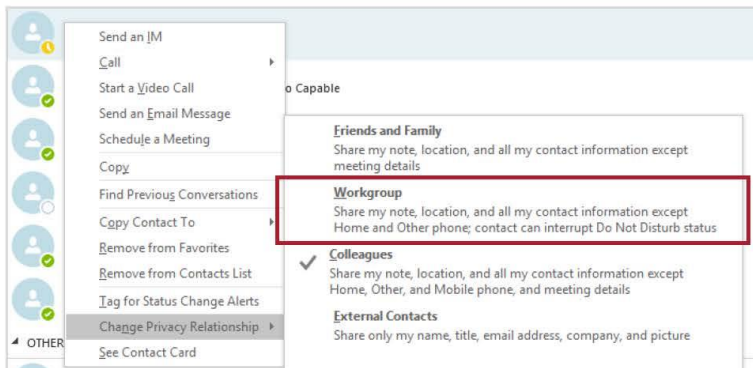 Send an IM
Call
Start a Video Call
o Capable
Send an Email Message
Schedule a Meeting
Copy
Find Previous Conversations
Copy Contact To
Remove from Favorites
Remove from Contacts List
Tag for Status Change Alerts
Change Privacy Relationship
OTHER
See Contact Card
Friends and Family
Share my note, location, and all my contact information except
meeting details
Workgroup
Share my note, location, and all my contact information except
Home and Other phone; contact can interrupt Do Not Disturb status
Colleagues
Share my note, location, and all my contact information except
Home, Other, and Mobile phone, and meeting details
External Contacts
Share only my name, title, email address, company, and picture